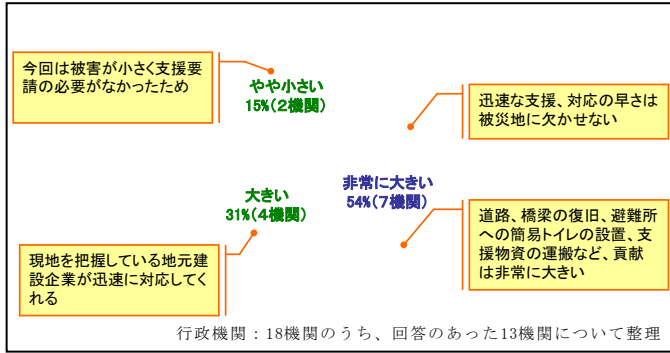 今回は被害が小さく支援要
請の必要がなかったため
やや小さい
15%(2機関)
迅速な支援、対応の早さは
被災地に欠かせない
大きい
31%(4機関)
非常に大きい
54%(7機関)
現地を把握している地元建
設企業が迅速に対応してく
れる
道路、橋梁の復旧、避難所
への簡易トイレの設置、支
援物資の運搬など、貢献
は非常に大きい
行政機関：18機関のうち、回答のあった13機関について整理